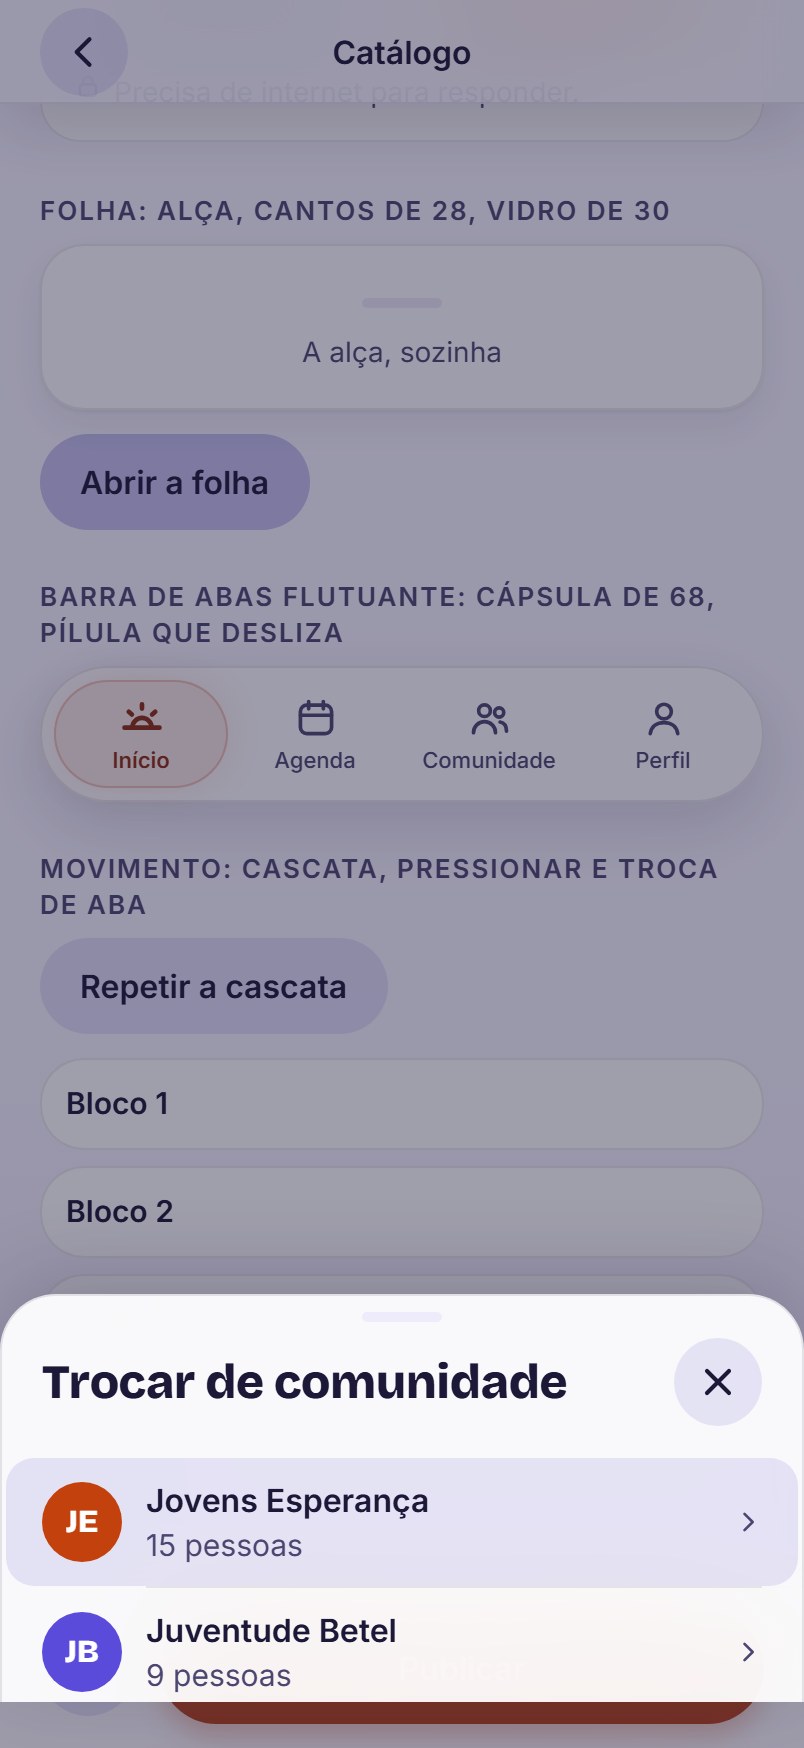 Catálogo
Precisa de internet para responder.
FOLHA: ALÇA, CANTOS DE 28, VIDRO DE 30
A alça, sozinha
Abrir a folha
BARRA DE ABAS FLUTUANTE: CÁPSULA DE 68,
PÍLULA QUE DESLIZA
Início
Agenda
Comunidade
Perfil
MOVIMENTO: CASCATA, PRESSIONAR E TROCA
DE ABA
Repetir a cascata
Bloco 1
Bloco 2
Trocar de comunidade
JE
Jovens Esperança
15 pessoas
JB
Juventude Betel
9 pessoas
Publicar